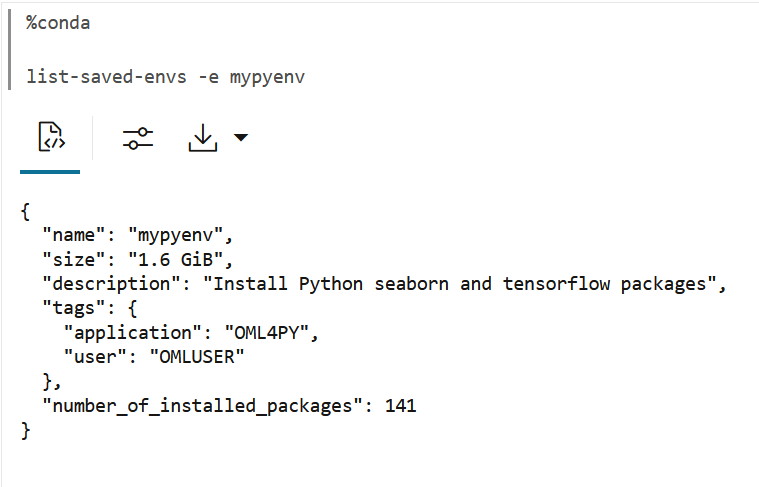 %conda
list-saved-envs -e mypyenv
{
  "name": "mypyenv",
  "size": "1.6 GiB",
  "description": "Install Python seaborn and tensorflow packages",
  "tags": {
    "application": "OML4PY",
    "user": "OMLUSER"
  },
  "number_of_installed_packages": 141
}